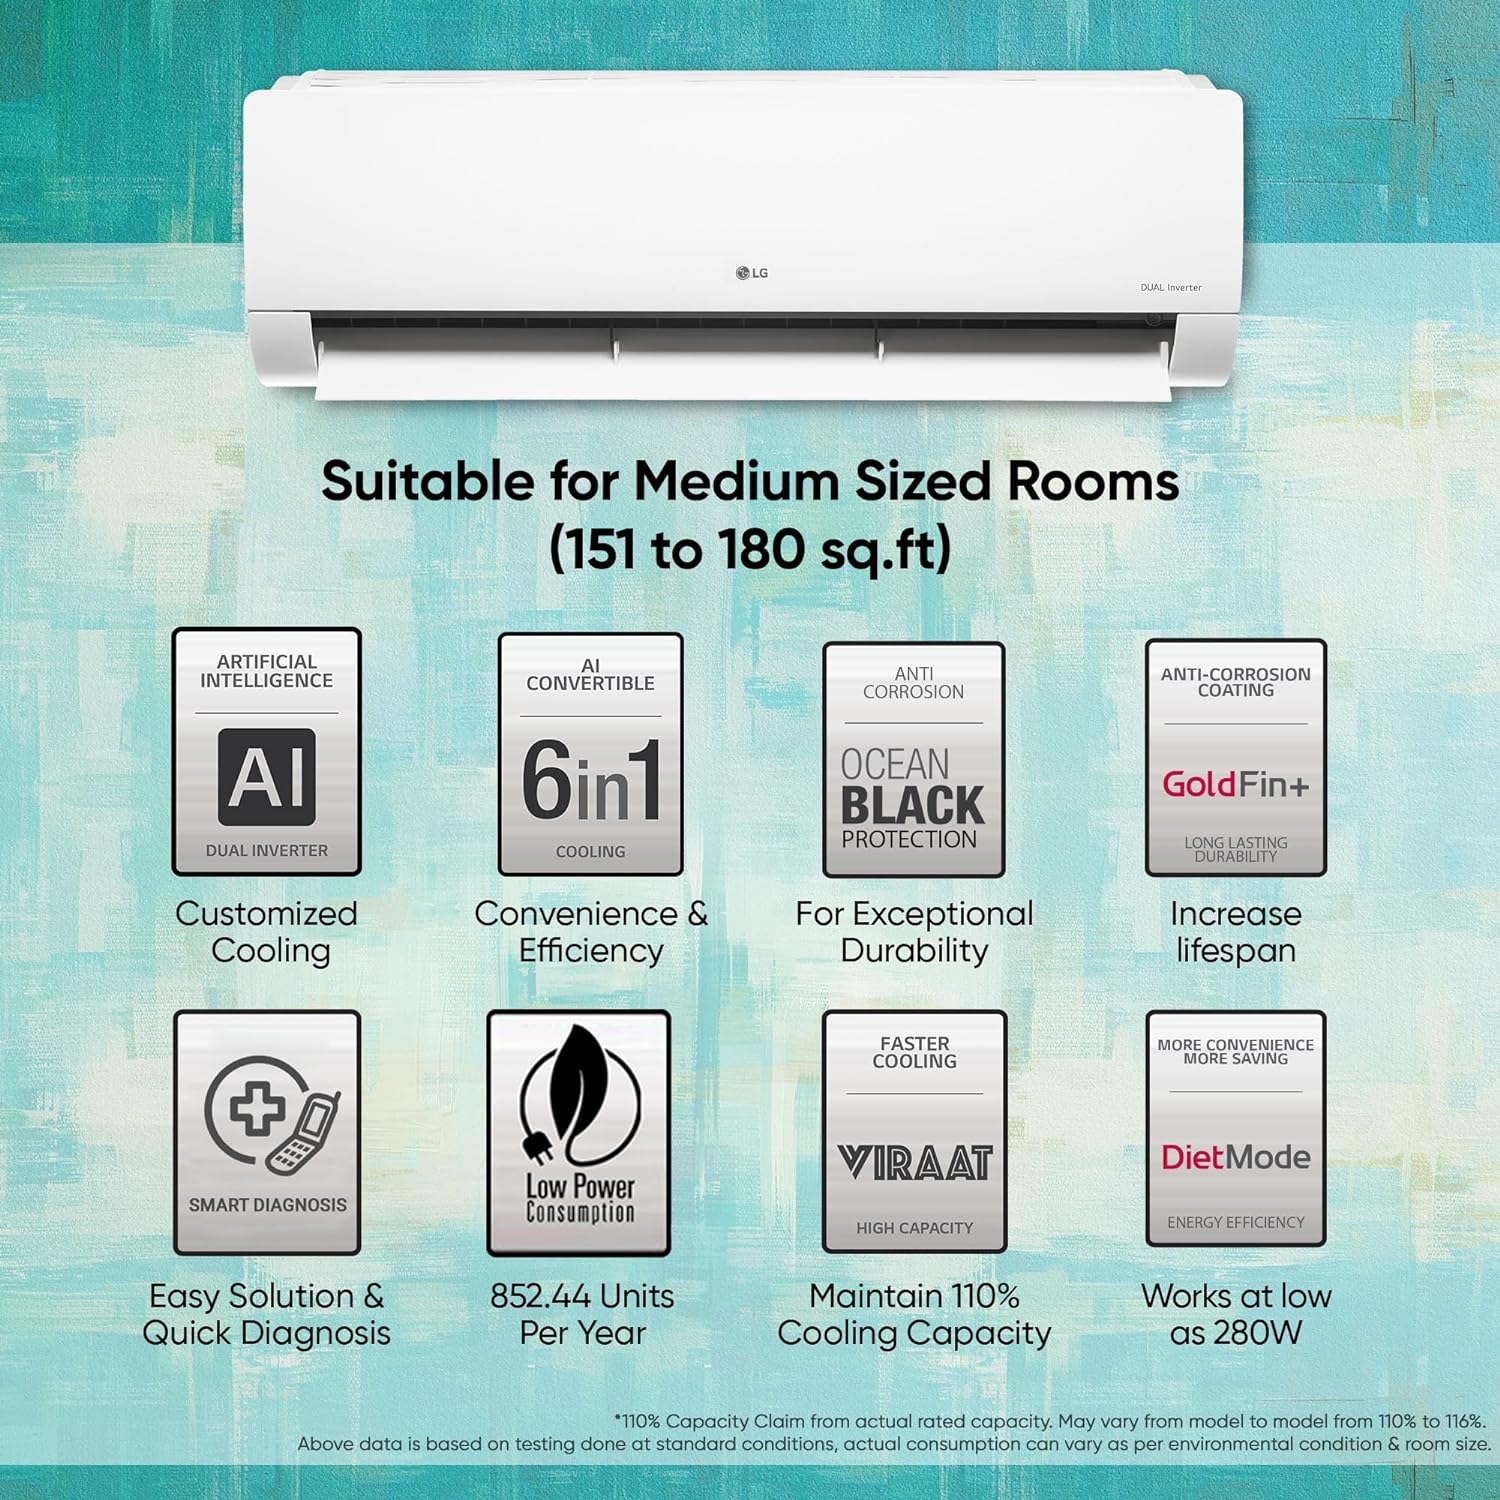 LG
DUAL Inverter
Suitable for Medium Sized Rooms
(151 to 180 sq.ft)
ARTIFICIAL
INTELLIGENCE
AI
DUAL INVERTER
Customized
Cooling
AI
CONVERTIBLE
6in1
COOLING
Convenience &
Efficiency
ANTI
CORROSION
OCEAN
BLACK
PROTECTION
For Exceptional
Durability
ANTI-CORROSION
COATING
GoldFin+
LONG LASTING
DURABILITY
Increase
lifespan
SMART DIAGNOSIS
Easy Solution &
Quick Diagnosis
Low Power
Consumption
852.44 Units
Per Year
FASTER
COOLING
VIRAAT
HIGH CAPACITY
Maintain 110%
Cooling Capacity
MORE CONVENIENCE
MORE SAVING
DietMode
ENERGY EFFICIENCY
Works at low
as 280W
*110% Capacity Claim from actual rated capacity. May vary from model to model from 110% to 116%.
Above data is based on testing done at standard conditions, actual consumption can vary as per environmental condition & room size.